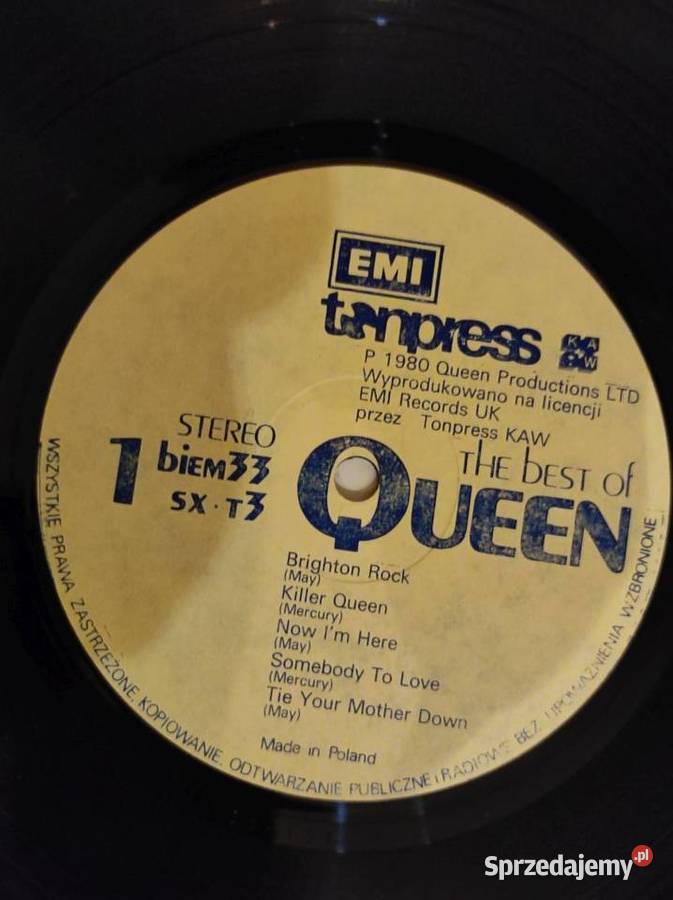 EMI
tonpress KAW
P 1980 Queen Productions LTD
Wyprodukowano na licencji
EMI Records UK
przez Tonpress KAW
STEREO
1 biem33
SX·T3
THE bEST of
QUEEN
Brighton Rock
(May)
Killer Queen
(Mercury)
Now I'm Here
(May)
Somebody To Love
(Mercury)
Tie Your Mother Down
(May)
Made in Poland
WSZYSTKIE PRAWA ZASTRZEŻONE. KOPIOWANIE, ODTWARZANIE PUBLICZNE i RADIOWE BEZ UPOWAŻNIENIA WZBRONIONE
Sprzedajemy.pl